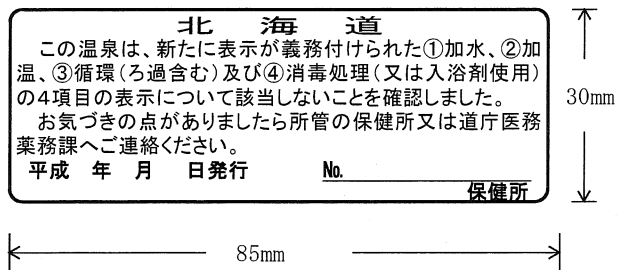 北海道
この温泉は、新たに表示が義務付けられた①加水、②加
温、③循環（ろ過含む）及び④消毒処理（又は入浴剤使用）
の４項目の表示について該当しないことを確認しました。
お気づきの点がありましたら所管の保健所又は道庁医務
薬務課へご連絡ください。
平成　年　月　日発行　No.
保健所
30mm
85mm